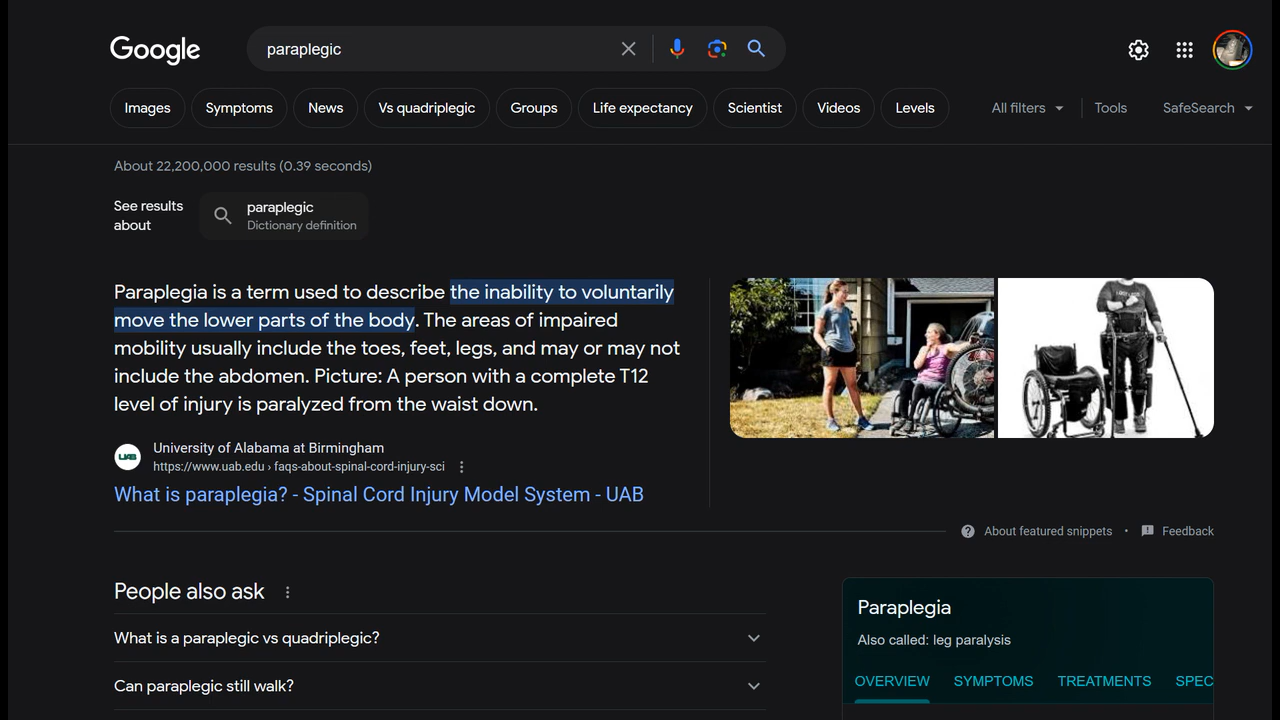 Google
paraplegic
Images
Symptoms
News
Vs quadriplegic
Groups
Life expectancy
Scientist
Videos
Levels
All filters
Tools
SafeSearch
About 22,200,000 results (0.39 seconds)
See results
about
paraplegic
Dictionary definition
Paraplegia is a term used to describe the inability to voluntarily
move the lower parts of the body. The areas of impaired
mobility usually include the toes, feet, legs, and may or may not
include the abdomen. Picture: A person with a complete T12
level of injury is paralyzed from the waist down.
UAB
University of Alabama at Birmingham
https://www.uab.edu › faqs-about-spinal-cord-injury-sci
What is paraplegia? - Spinal Cord Injury Model System - UAB
About featured snippets • Feedback
People also ask
What is a paraplegic vs quadriplegic?
Can paraplegic still walk?
Paraplegia
Also called: leg paralysis
OVERVIEW
SYMPTOMS
TREATMENTS
SPEC